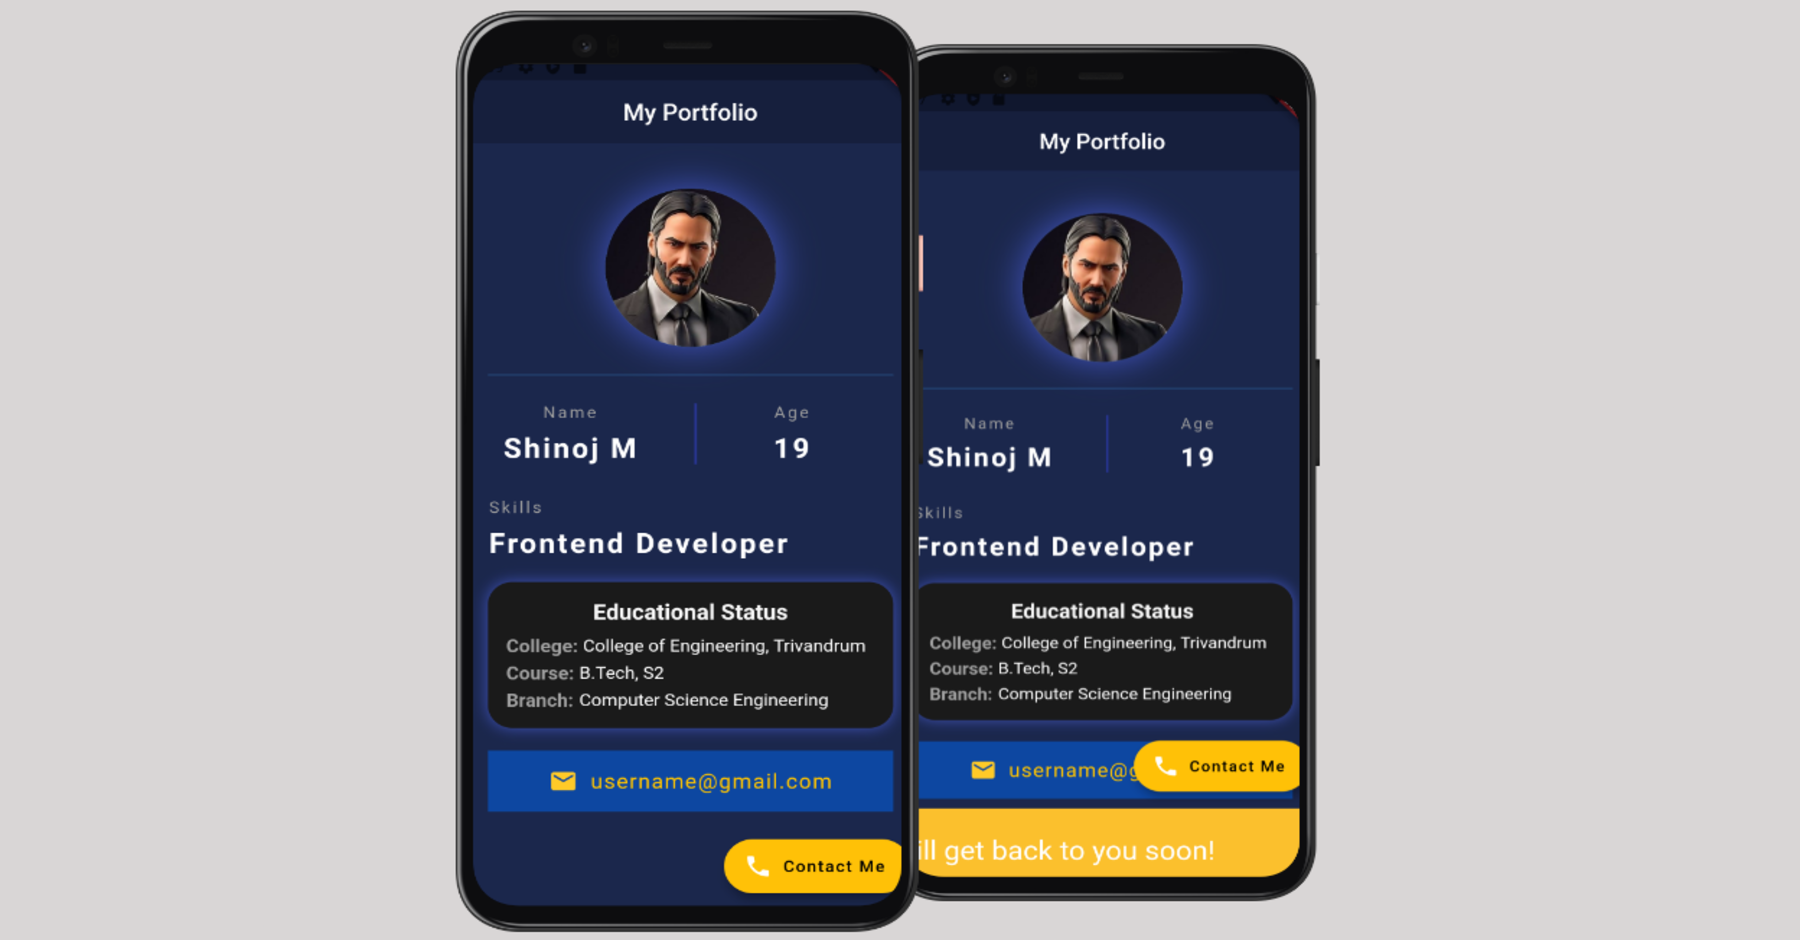 My Portfolio
Name
Age
Shinoj M
19
Skills
Frontend Developer
Educational Status
College: College of Engineering, Trivandrum
Course: B.Tech, S2
Branch: Computer Science Engineering
username@gmail.com
Contact Me
My Portfolio
Name
Age
Shinoj M
19
Skills
Frontend Developer
Educational Status
College: College of Engineering, Trivandrum
Course: B.Tech, S2
Branch: Computer Science Engineering
username@g
Contact Me
ill get back to you soon!